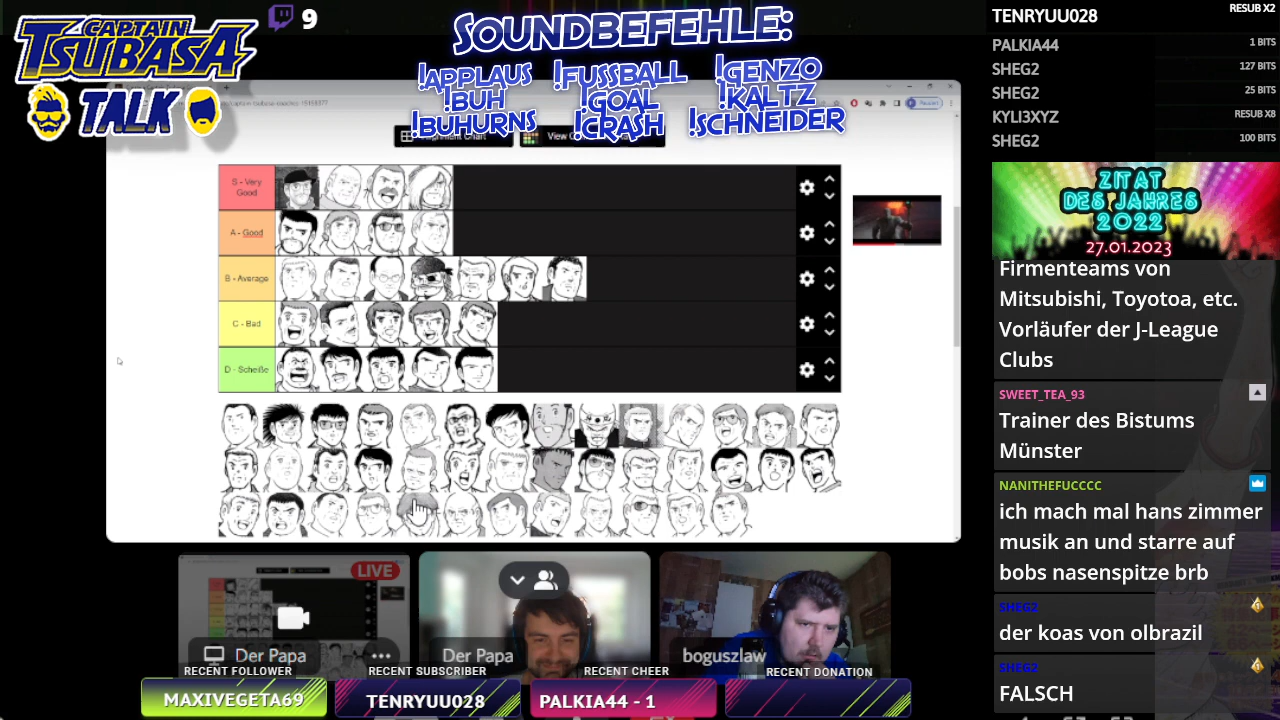 CAPTAIN
TSUBASA
TALK
9
SOUNDBEFEHLE:
!APPLAUS !FUSSBALL !GENZO
!BUH !GOAL !KALTZ
!BUHURNS !CRASH !SCHNEIDER
S - Very
Good
A - Good
B - Average
C - Bad
D - Scheiße
LIVE
Der Papa
Der Papa
boguszlaw
RECENT FOLLOWER
RECENT SUBSCRIBER
RECENT CHEER
RECENT DONATION
MAXIVEGETA69
TENRYUU028
PALKIA44 - 1
TENRYUU028 RESUB X2
PALKIA44 1 BITS
SHEG2 127 BITS
SHEG2 25 BITS
KYLI3XYZ RESUB X8
SHEG2 100 BITS
ZITAT
DES JAHRES
2022
27.01.2023
Firmenteams von
Mitsubishi, Toyotoa, etc.
Vorläufer der J-League
Clubs
SWEET_TEA_93
Trainer des Bistums
Münster
NANITHEFUCCCC
ich mach mal hans zimmer
musik an und starre auf
bobs nasenspitze brb
SHEG2
der koas von olbrazil
SHEG2
FALSCH